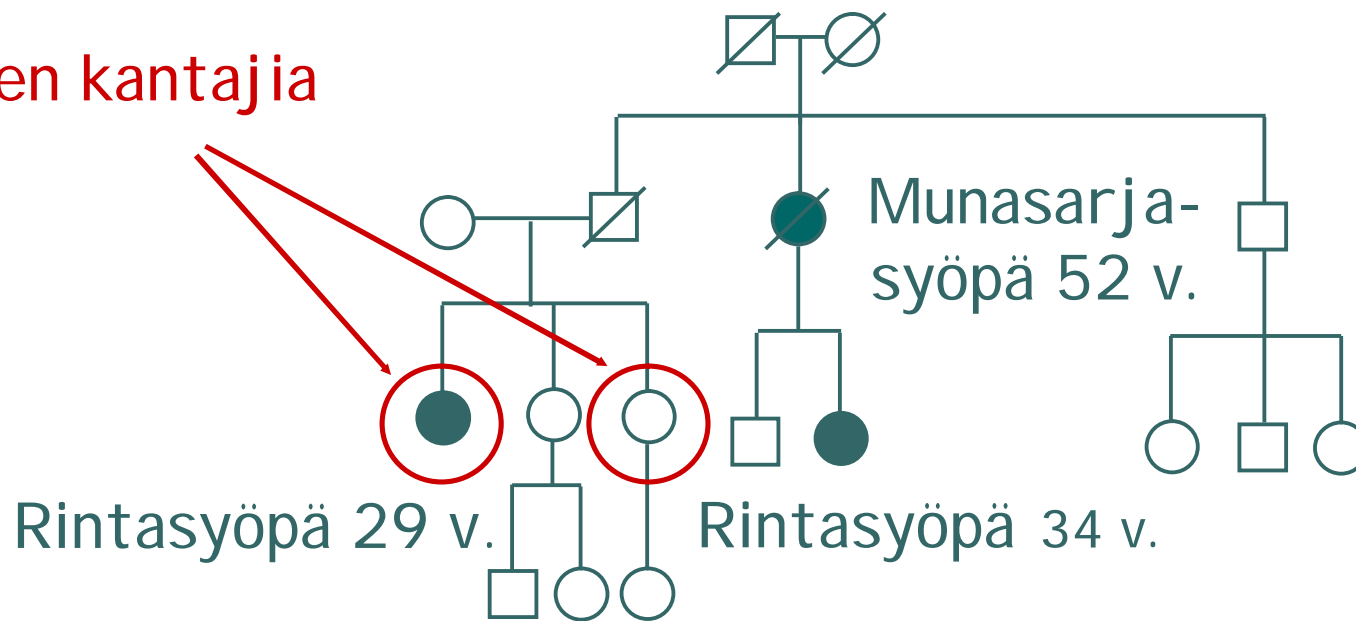 en kantajia
Munasarja-
syöpä 52 v.
Rintasyöpä 29 v.
Rintasyöpä 34 v.